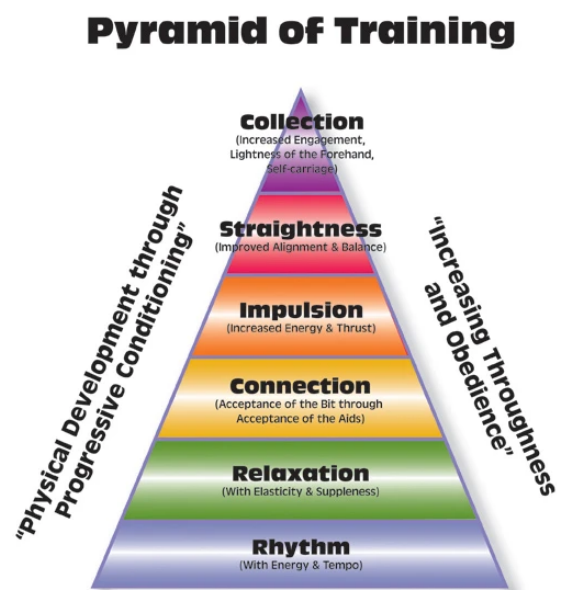 Pyramid of Training
Collection
(Increased Engagement,
Lightness of the Forehand,
Self-carriage)
Straightness
(Improved Alignment & Balance)
Impulsion
(Increased Energy & Thrust)
Connection
(Acceptance of the Bit through
Acceptance of the Aids)
Relaxation
(With Elasticity & Suppleness)
Rhythm
(With Energy & Tempo)
"Physical Development through
Progressive Conditioning"
"Increasing Throughness
and Obedience"